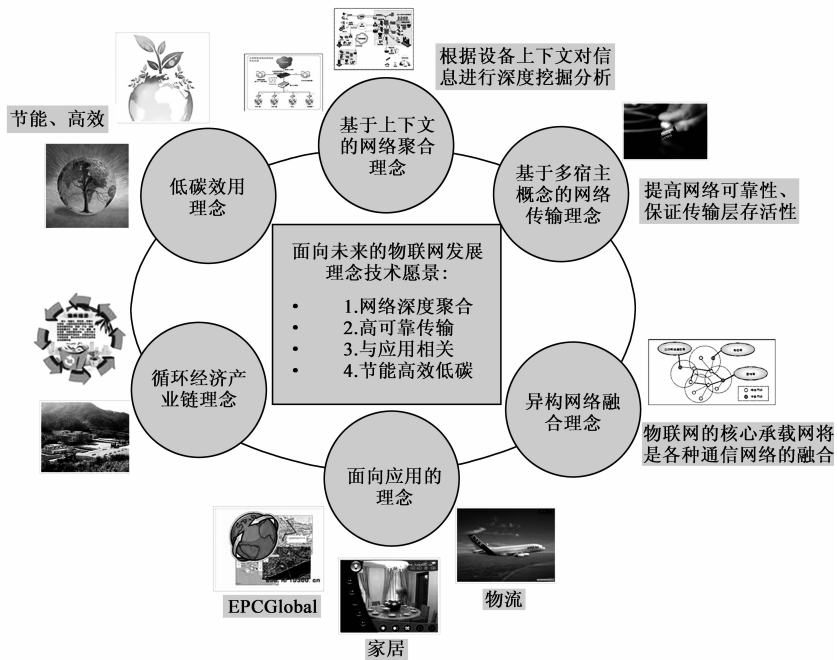 根据设备上下文对信
息进行深度挖掘分析
节能、高效
基于上下文
的网络聚合
理念
低碳效用
理念
基于多宿主
概念的网络
传输理念
提高网络可靠性、
保证传输层存活性
面向未来的物联网发展
理念技术愿景：
• 1.网络深度聚合
• 2.高可靠传输
• 3.与应用相关
• 4.节能高效低碳
循环经济产
业链理念
异构网络融
合理念
物联网的核心承载网将
是各种通信网络的融合
面向应用的
理念
EPCGlobal
物流
家居